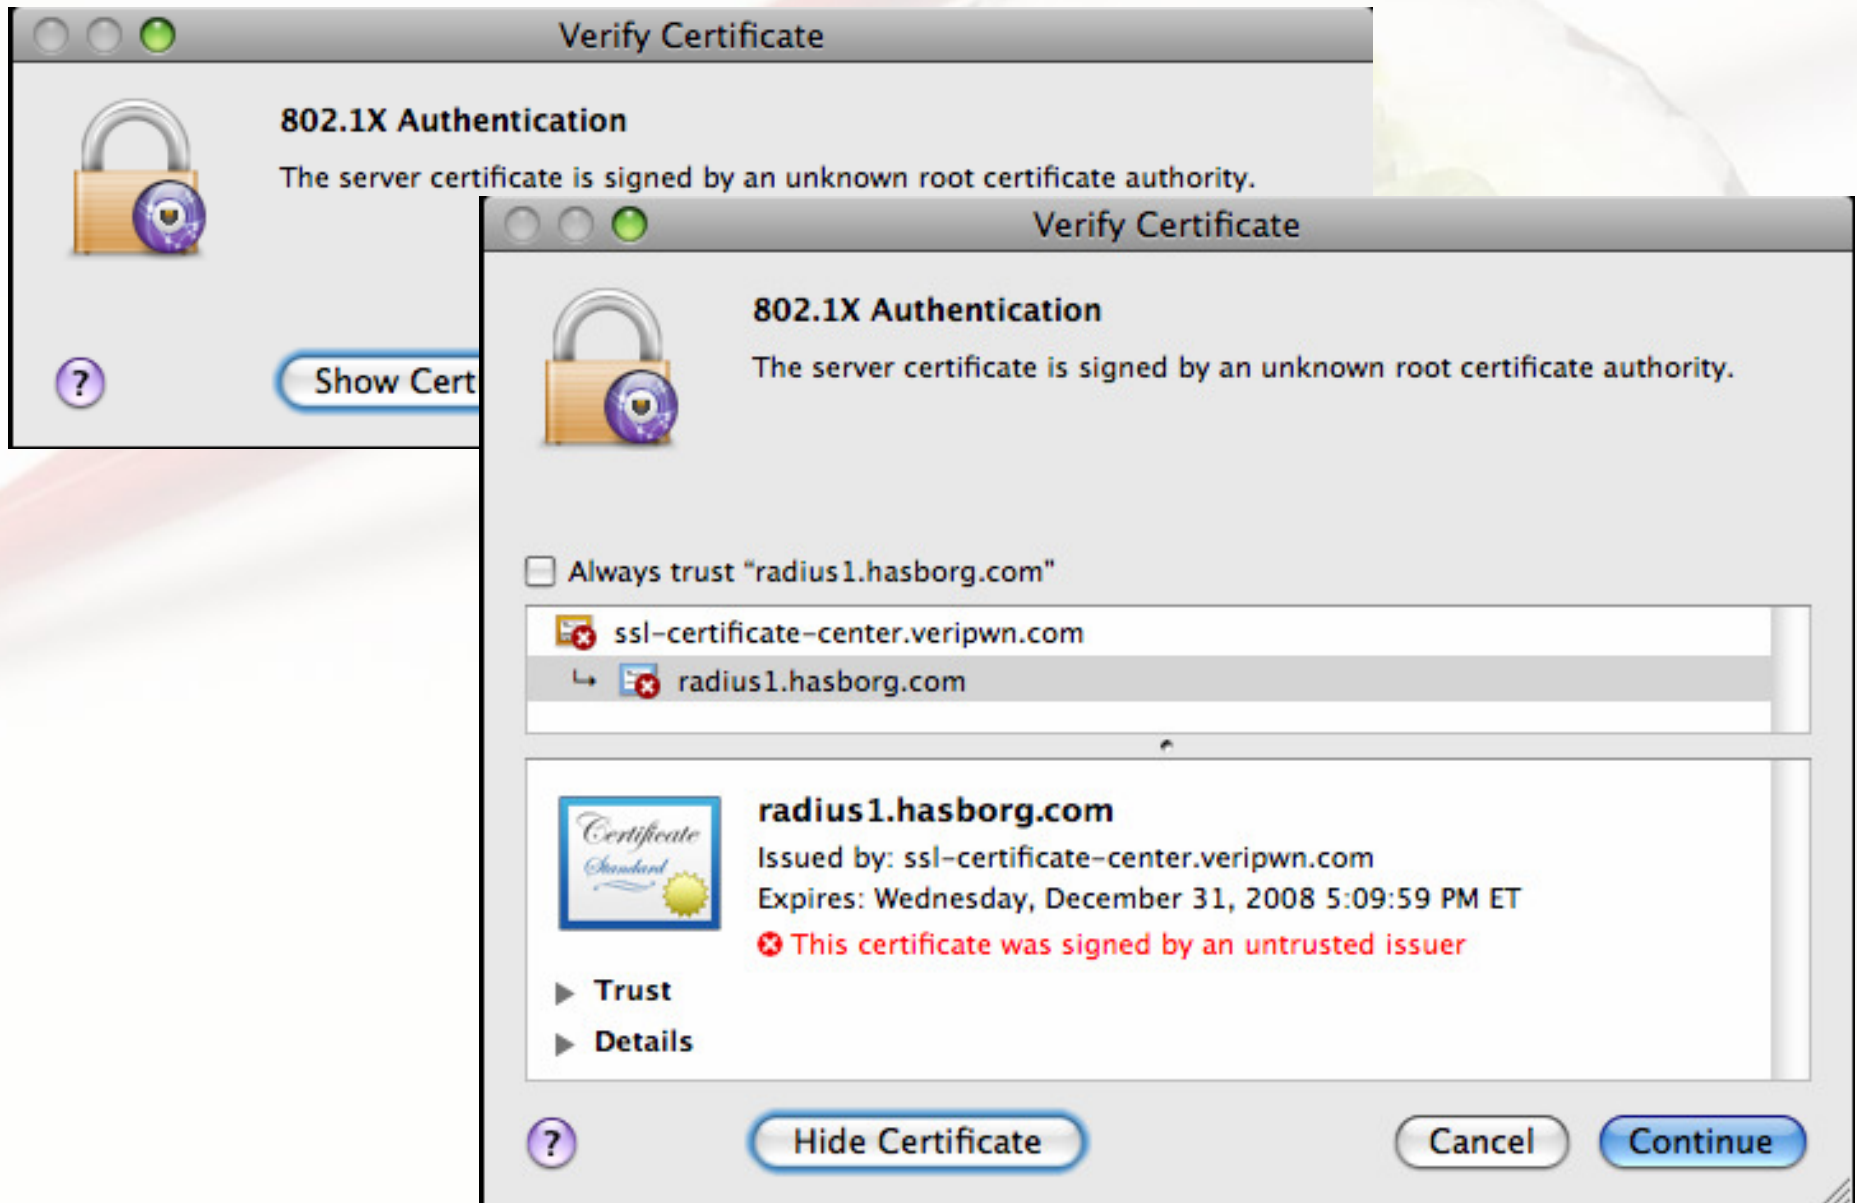 Verify Certificate
802.1X Authentication
The server certificate is signed by an unknown root certificate authority.
?
Show Cert
Verify Certificate
802.1X Authentication
The server certificate is signed by an unknown root certificate authority.
Always trust “radius1.hasborg.com”
ssl-certificate-center.veripwn.com
radius1.hasborg.com
Certificate
Standard
radius1.hasborg.com
Issued by: ssl-certificate-center.veripwn.com
Expires: Wednesday, December 31, 2008 5:09:59 PM ET
This certificate was signed by an untrusted issuer
Trust
Details
?
Hide Certificate
Cancel
Continue